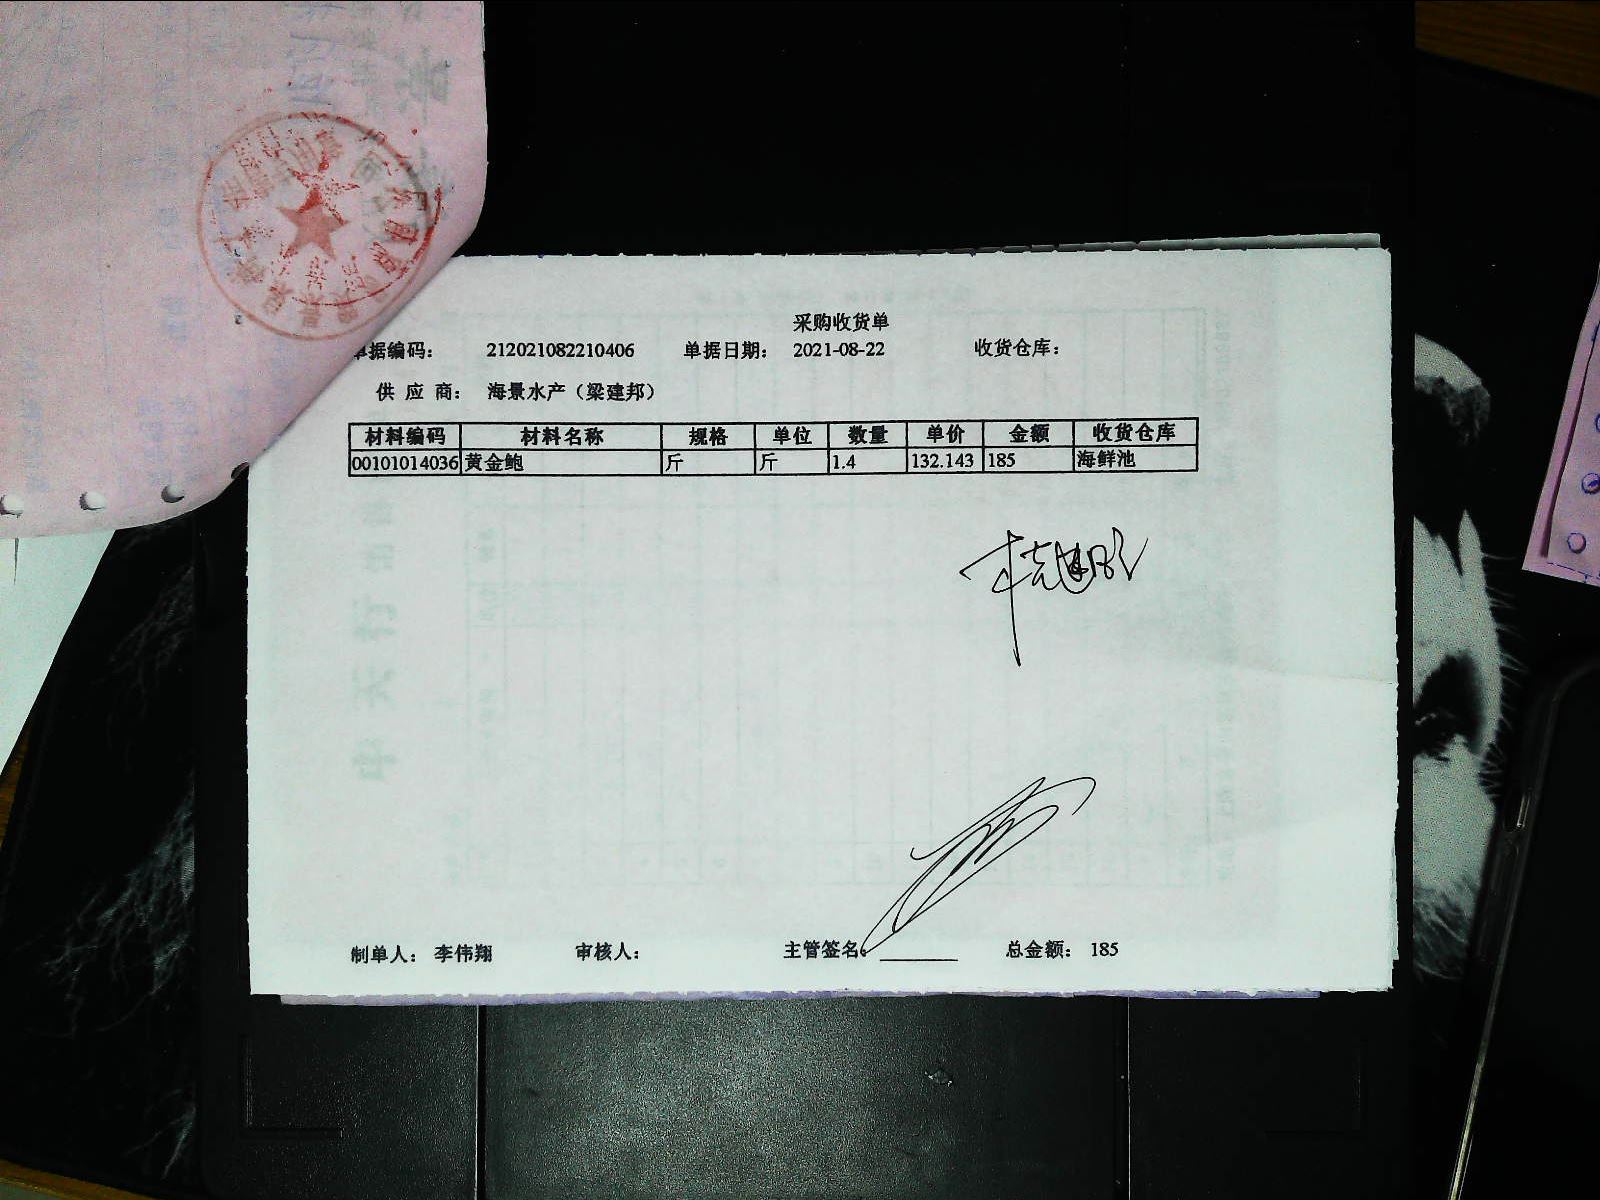 采购收货单
单据编码： 212021082210406 单据日期： 2021-08-22 收货仓库：
供 应 商： 海景水产（梁建邦）
材料编码 材料名称 规格 单位 数量 单价 金额 收货仓库
00101014036 黄金鲍 斤 斤 1.4 132.143 185 海鲜池
制单人： 李伟翔 审核人： 主管签名： 总金额： 185